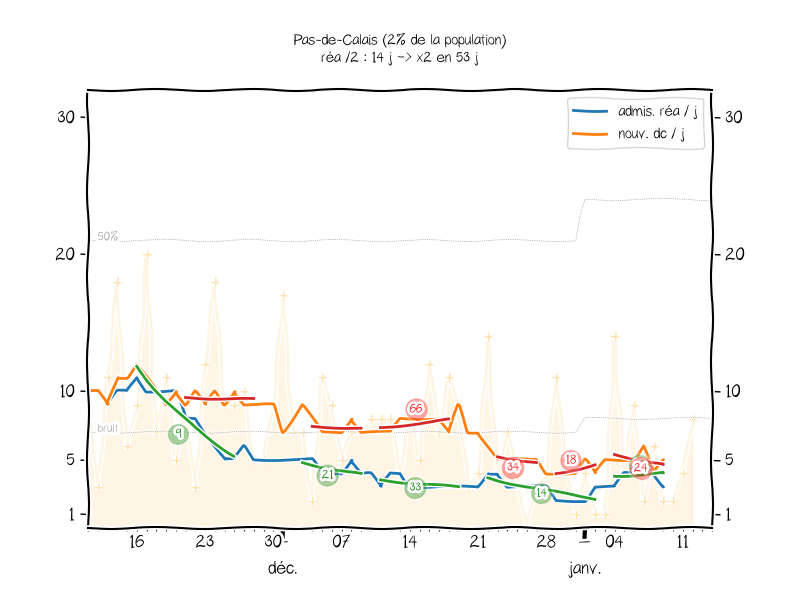 Pas-de-Calais (2% de la population)
réa /2 : 14 j -> x2 en 53 j
admis. réa / j
nouv. dc / j
30
30
50%
20
20
10
10
bruit
66
9
5
5
21
33
34
18
24
14
1
1
16 23 30 07 14 21 28 04 11
déc. janv.